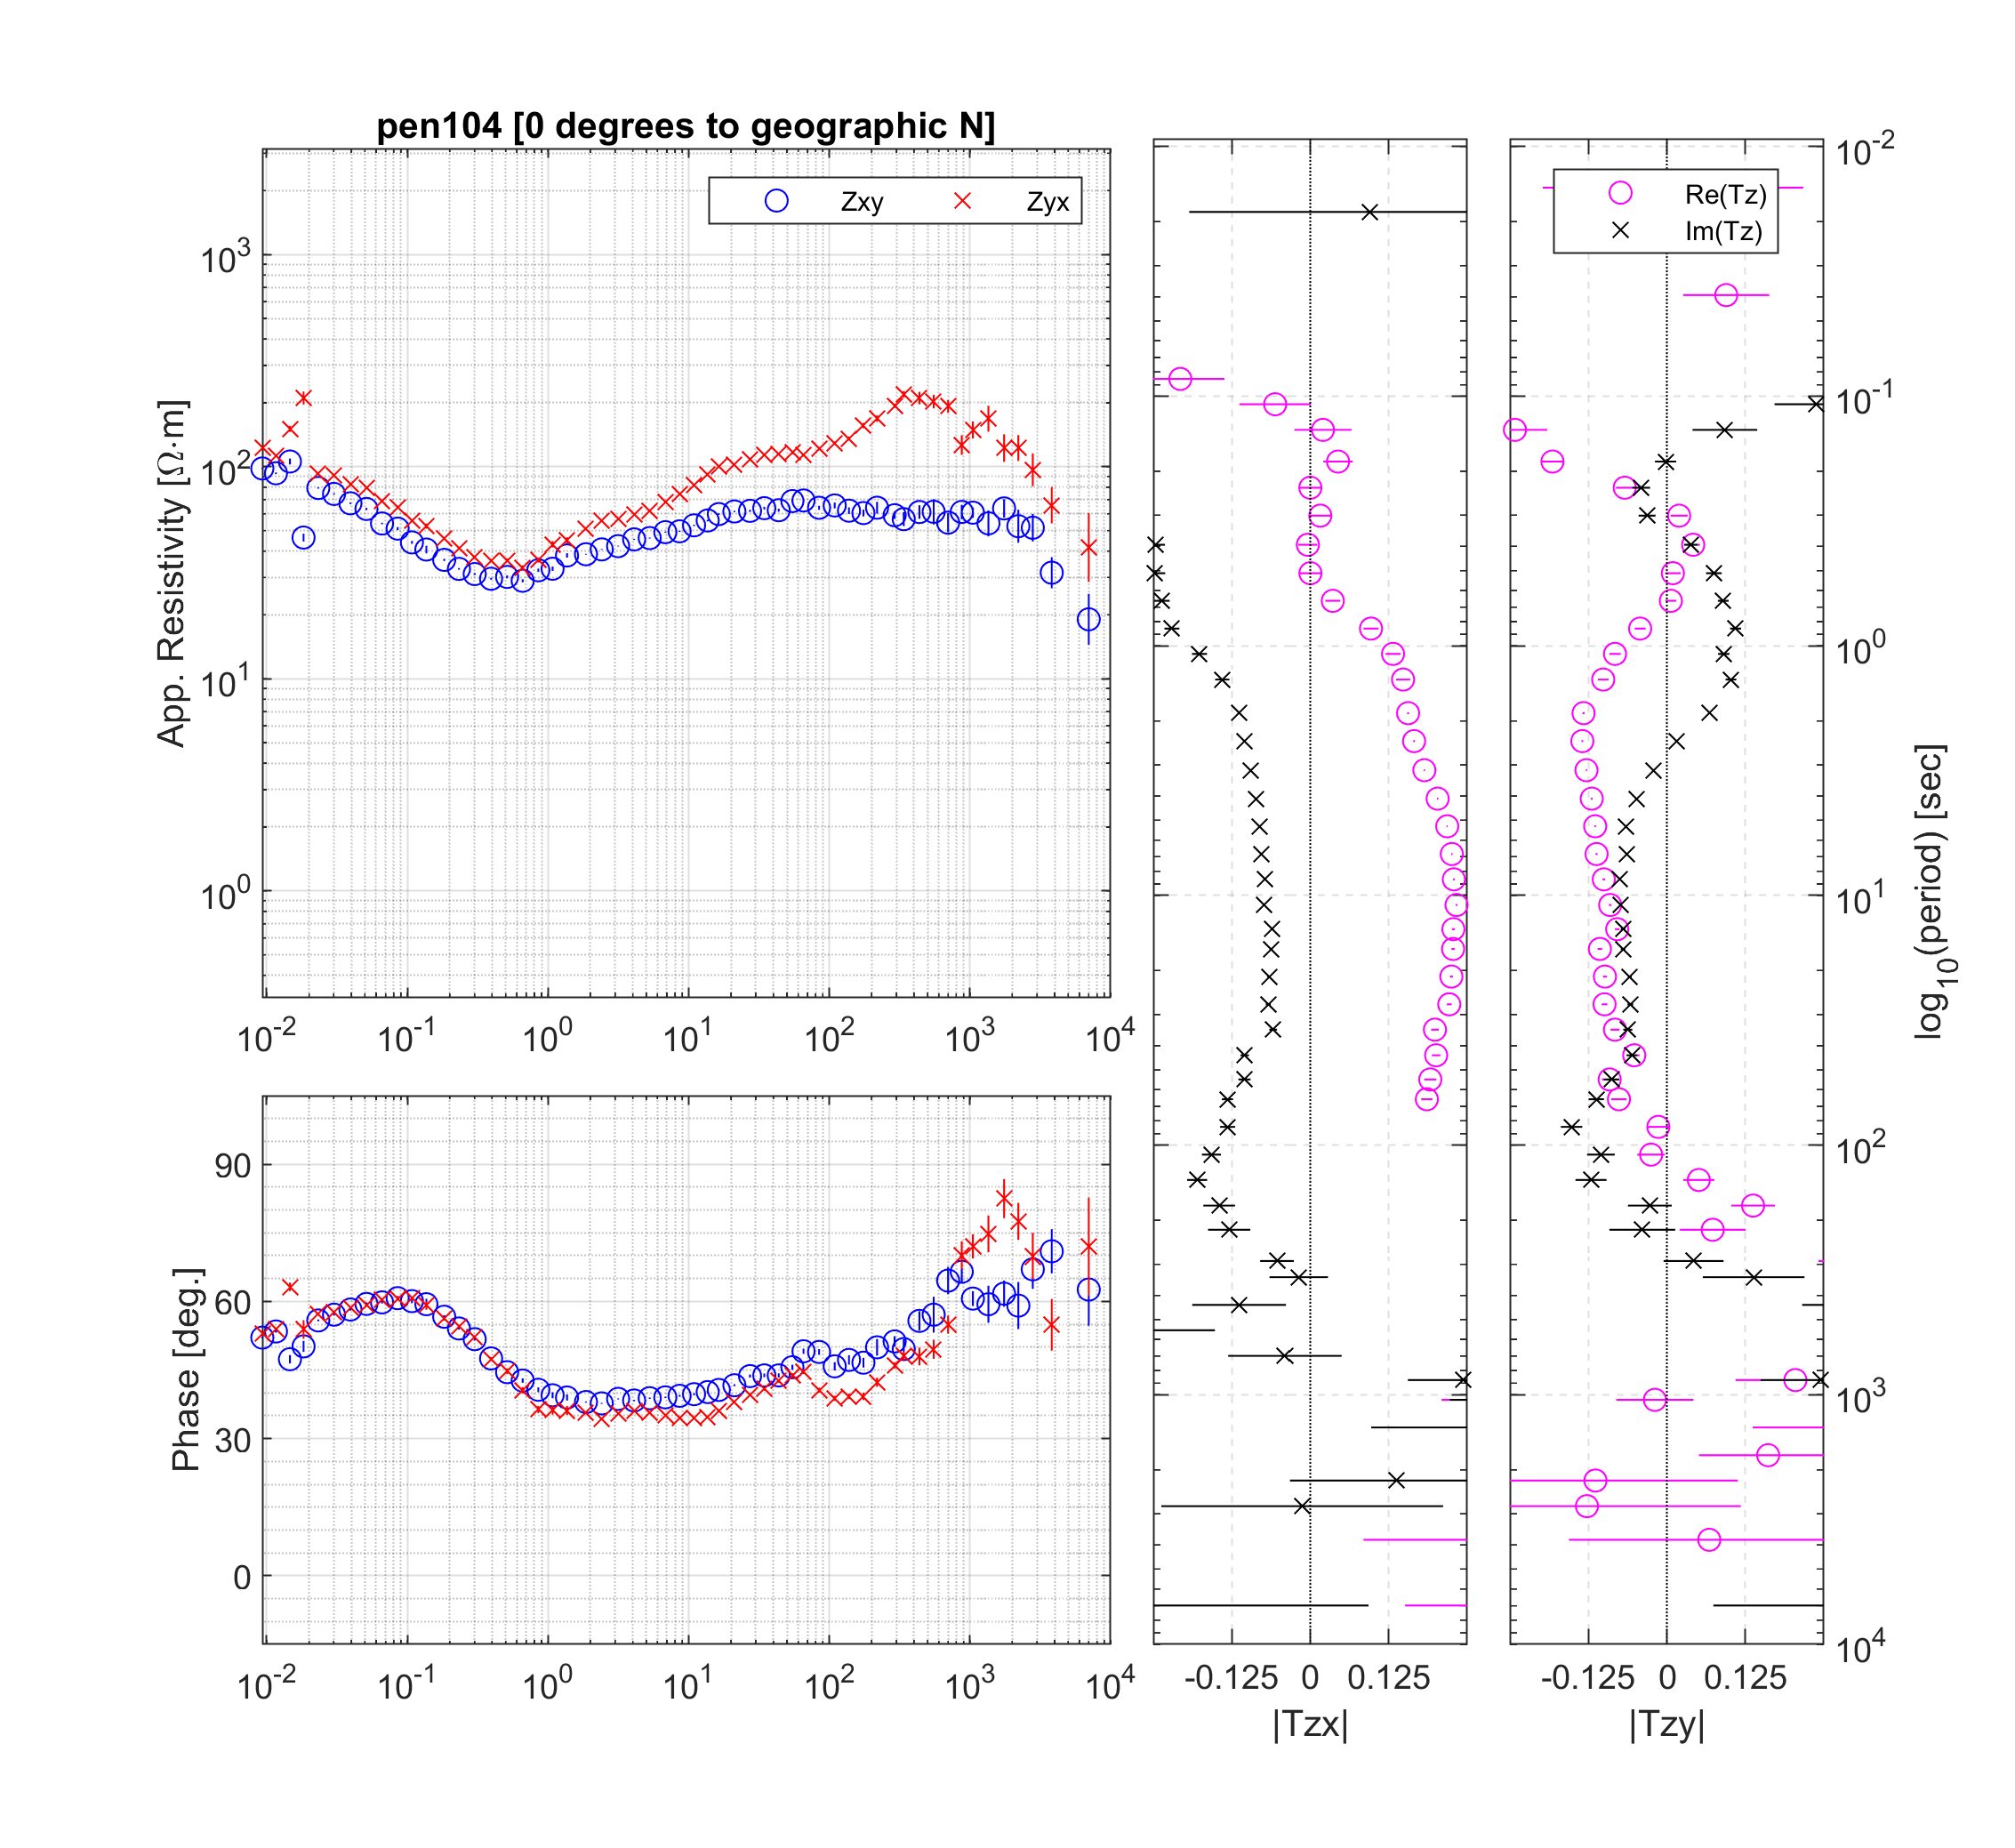 pen104 [0 degrees to geographic N]
Zxy Zyx
App. Resistivity [Ω·m]
10^3
10^2
10^1
10^0
10^-2 10^-1 10^0 10^1 10^2 10^3 10^4
Phase [deg.]
90
60
30
0
10^-2 10^-1 10^0 10^1 10^2 10^3 10^4
-0.125 0 0.125
|Tzx|
Re(Tz)
Im(Tz)
-0.125 0 0.125
|Tzy|
10^-2
10^-1
10^0
10^1
10^2
10^3
10^4
log_10(period) [sec]